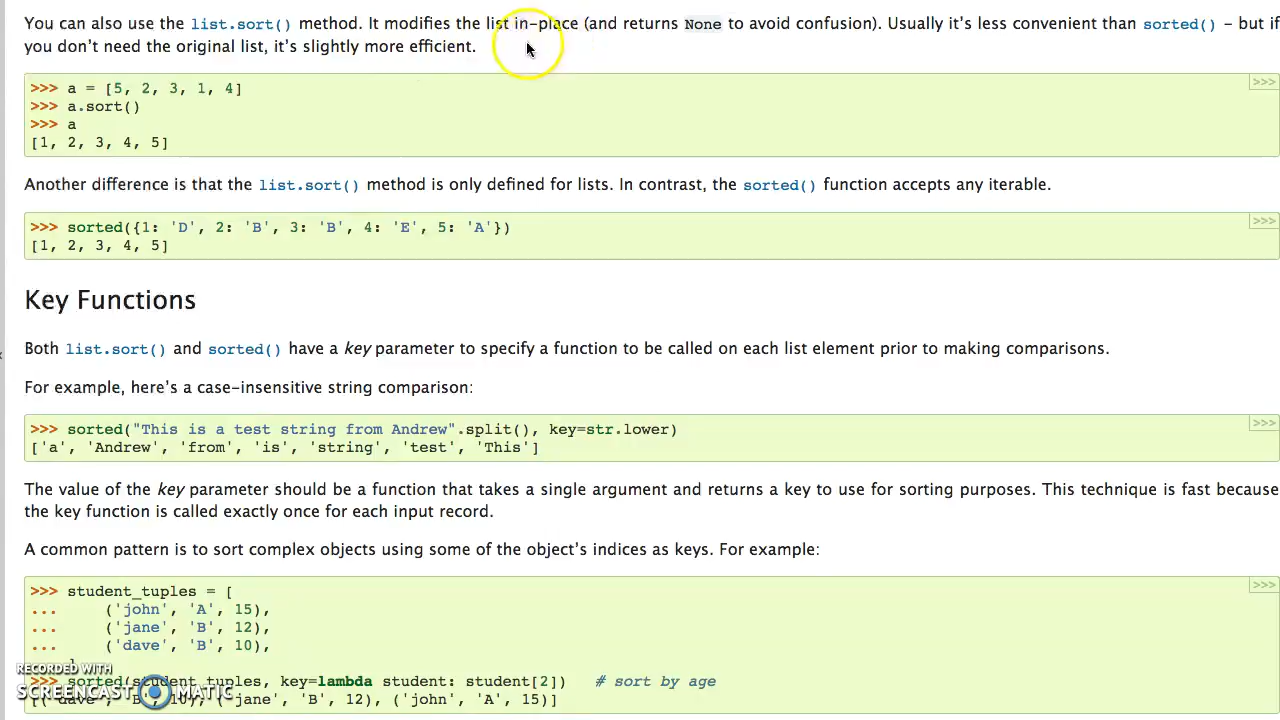 You can also use the list.sort() method. It modifies the list in-place (and returns None to avoid confusion). Usually it's less convenient than sorted() – but if
you don't need the original list, it's slightly more efficient.
>>>
>>> a = [5, 2, 3, 1, 4]
>>> a.sort()
>>> a
[1, 2, 3, 4, 5]
Another difference is that the list.sort() method is only defined for lists. In contrast, the sorted() function accepts any iterable.
>>>
>>> sorted({1: 'D', 2: 'B', 3: 'B', 4: 'E', 5: 'A'})
[1, 2, 3, 4, 5]
Key Functions
Both list.sort() and sorted() have a key parameter to specify a function to be called on each list element prior to making comparisons.
For example, here's a case-insensitive string comparison:
>>>
>>> sorted("This is a test string from Andrew".split(), key=str.lower)
['a', 'Andrew', 'from', 'is', 'string', 'test', 'This']
The value of the key parameter should be a function that takes a single argument and returns a key to use for sorting purposes. This technique is fast because
the key function is called exactly once for each input record.
A common pattern is to sort complex objects using some of the object's indices as keys. For example:
>>>
>>> student_tuples = [
... ('john', 'A', 15),
... ('jane', 'B', 12),
... ('dave', 'B', 10),
RECORDED WITH
>>> sorted(student_tuples, key=lambda student: student[2]) # sort by age
SCREENCAST MATIC
[('dave', 'B', 10), ('jane', 'B', 12), ('john', 'A', 15)]